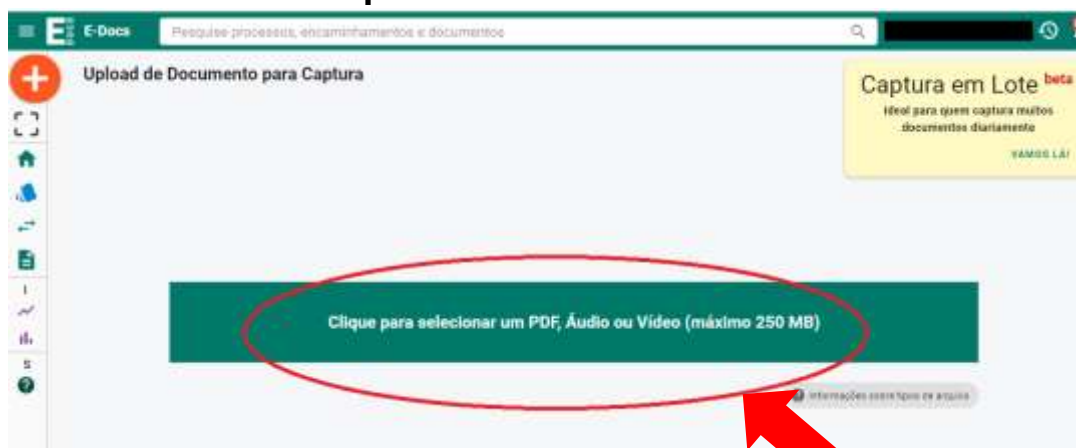 E-Docs
Pesquise processos, encaminhamentos e documentos
Upload de Documento para Captura
Captura em Lote beta
Ideal para quem captura muitos
documentos diariamente
VAMOS LÁ!
I
Clique para selecionar um PDF, Áudio ou Vídeo (máximo 250 MB)
S
Informações sobre tipos de arquivo